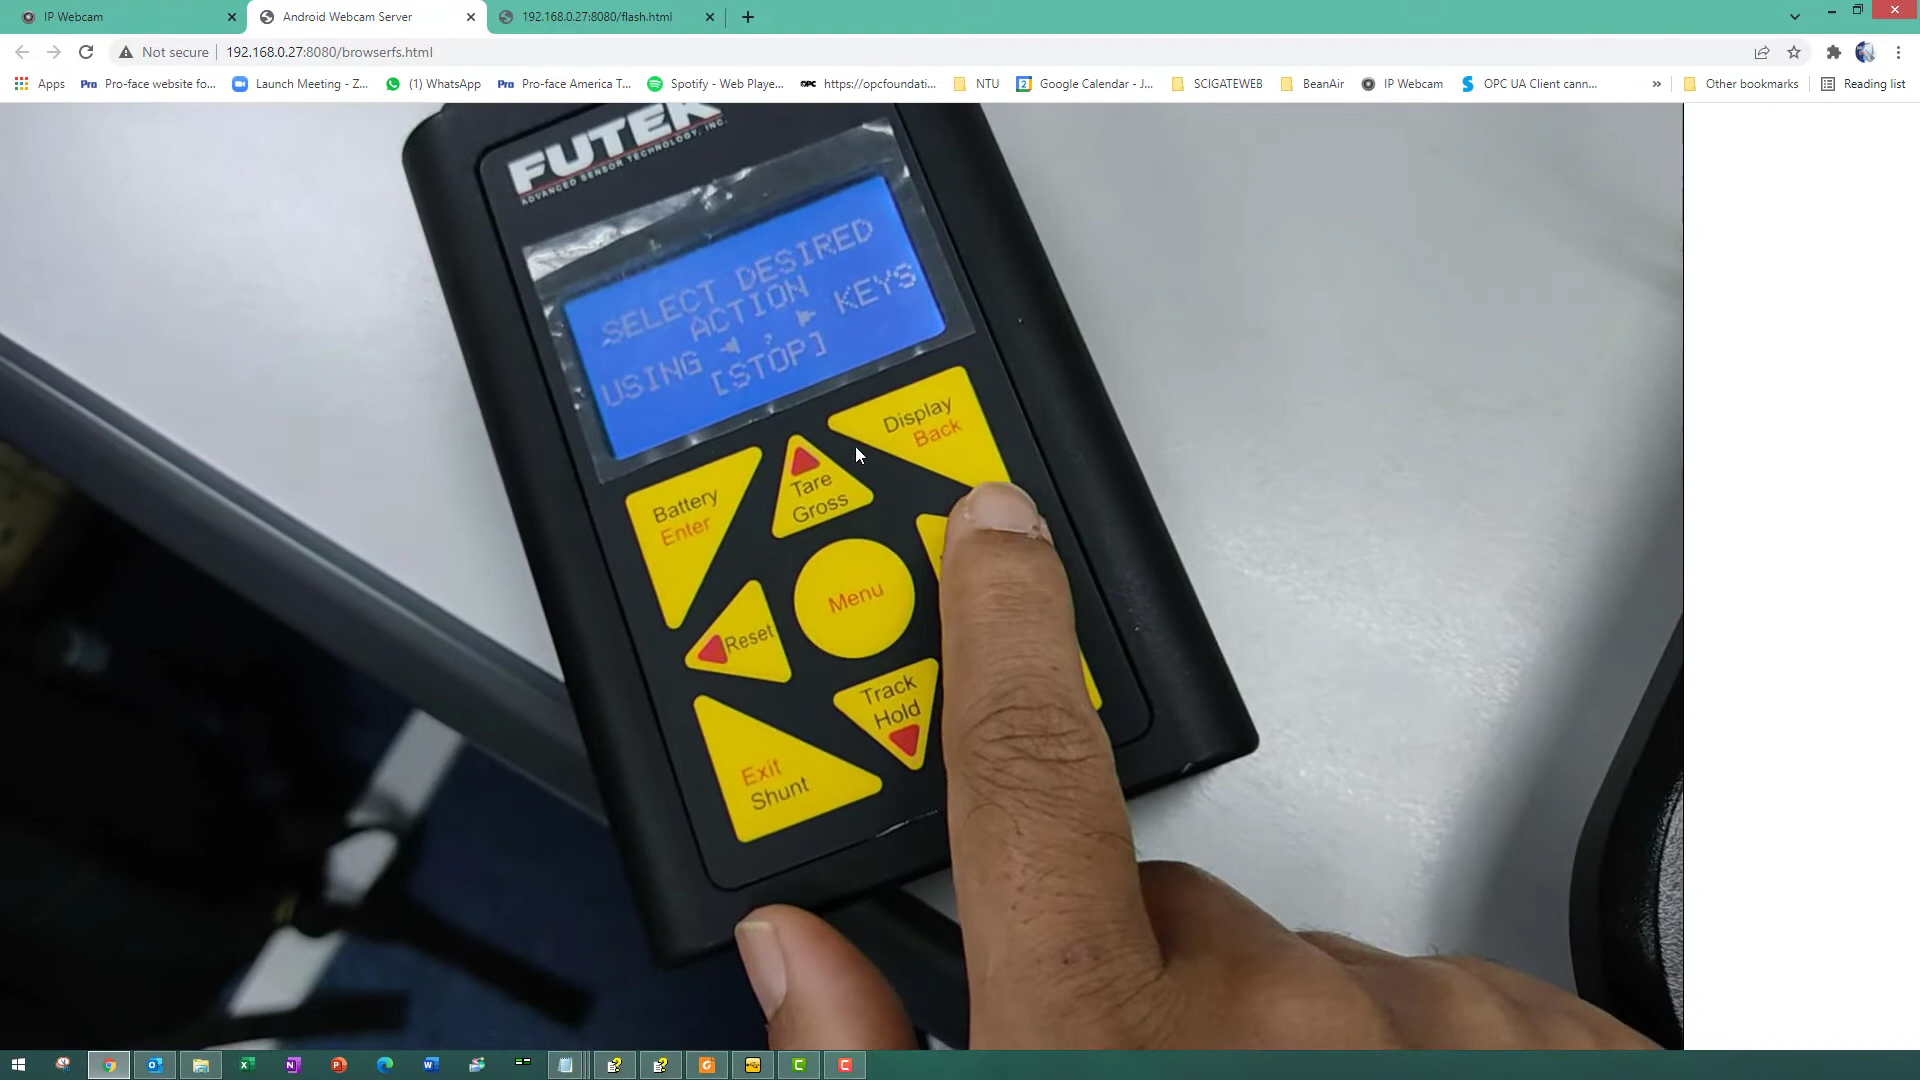 IP Webcam
Android Webcam Server
192.168.0.27:8080/flash.html
Not secure
192.168.0.27:8080/browserfs.html
Apps
Pro Pro-face website fo...
Launch Meeting - Z...
(1) WhatsApp
Pro Pro-face America T...
Spotify - Web Playe...
OPC https://opcfoundati...
NTU
Google Calendar - J...
SCIGATEWEB
BeanAir
IP Webcam
OPC UA Client cann...
»
Other bookmarks
Reading list
FUTEK
ADVANCED SENSOR TECHNOLOGY, INC.
SELECT DESIRED
ACTION
USING ◄ , ► KEYS
[STOP]
Display
Back
Battery
Enter
Tare
Gross
Menu
Reset
Track
Hold
Exit
Shunt